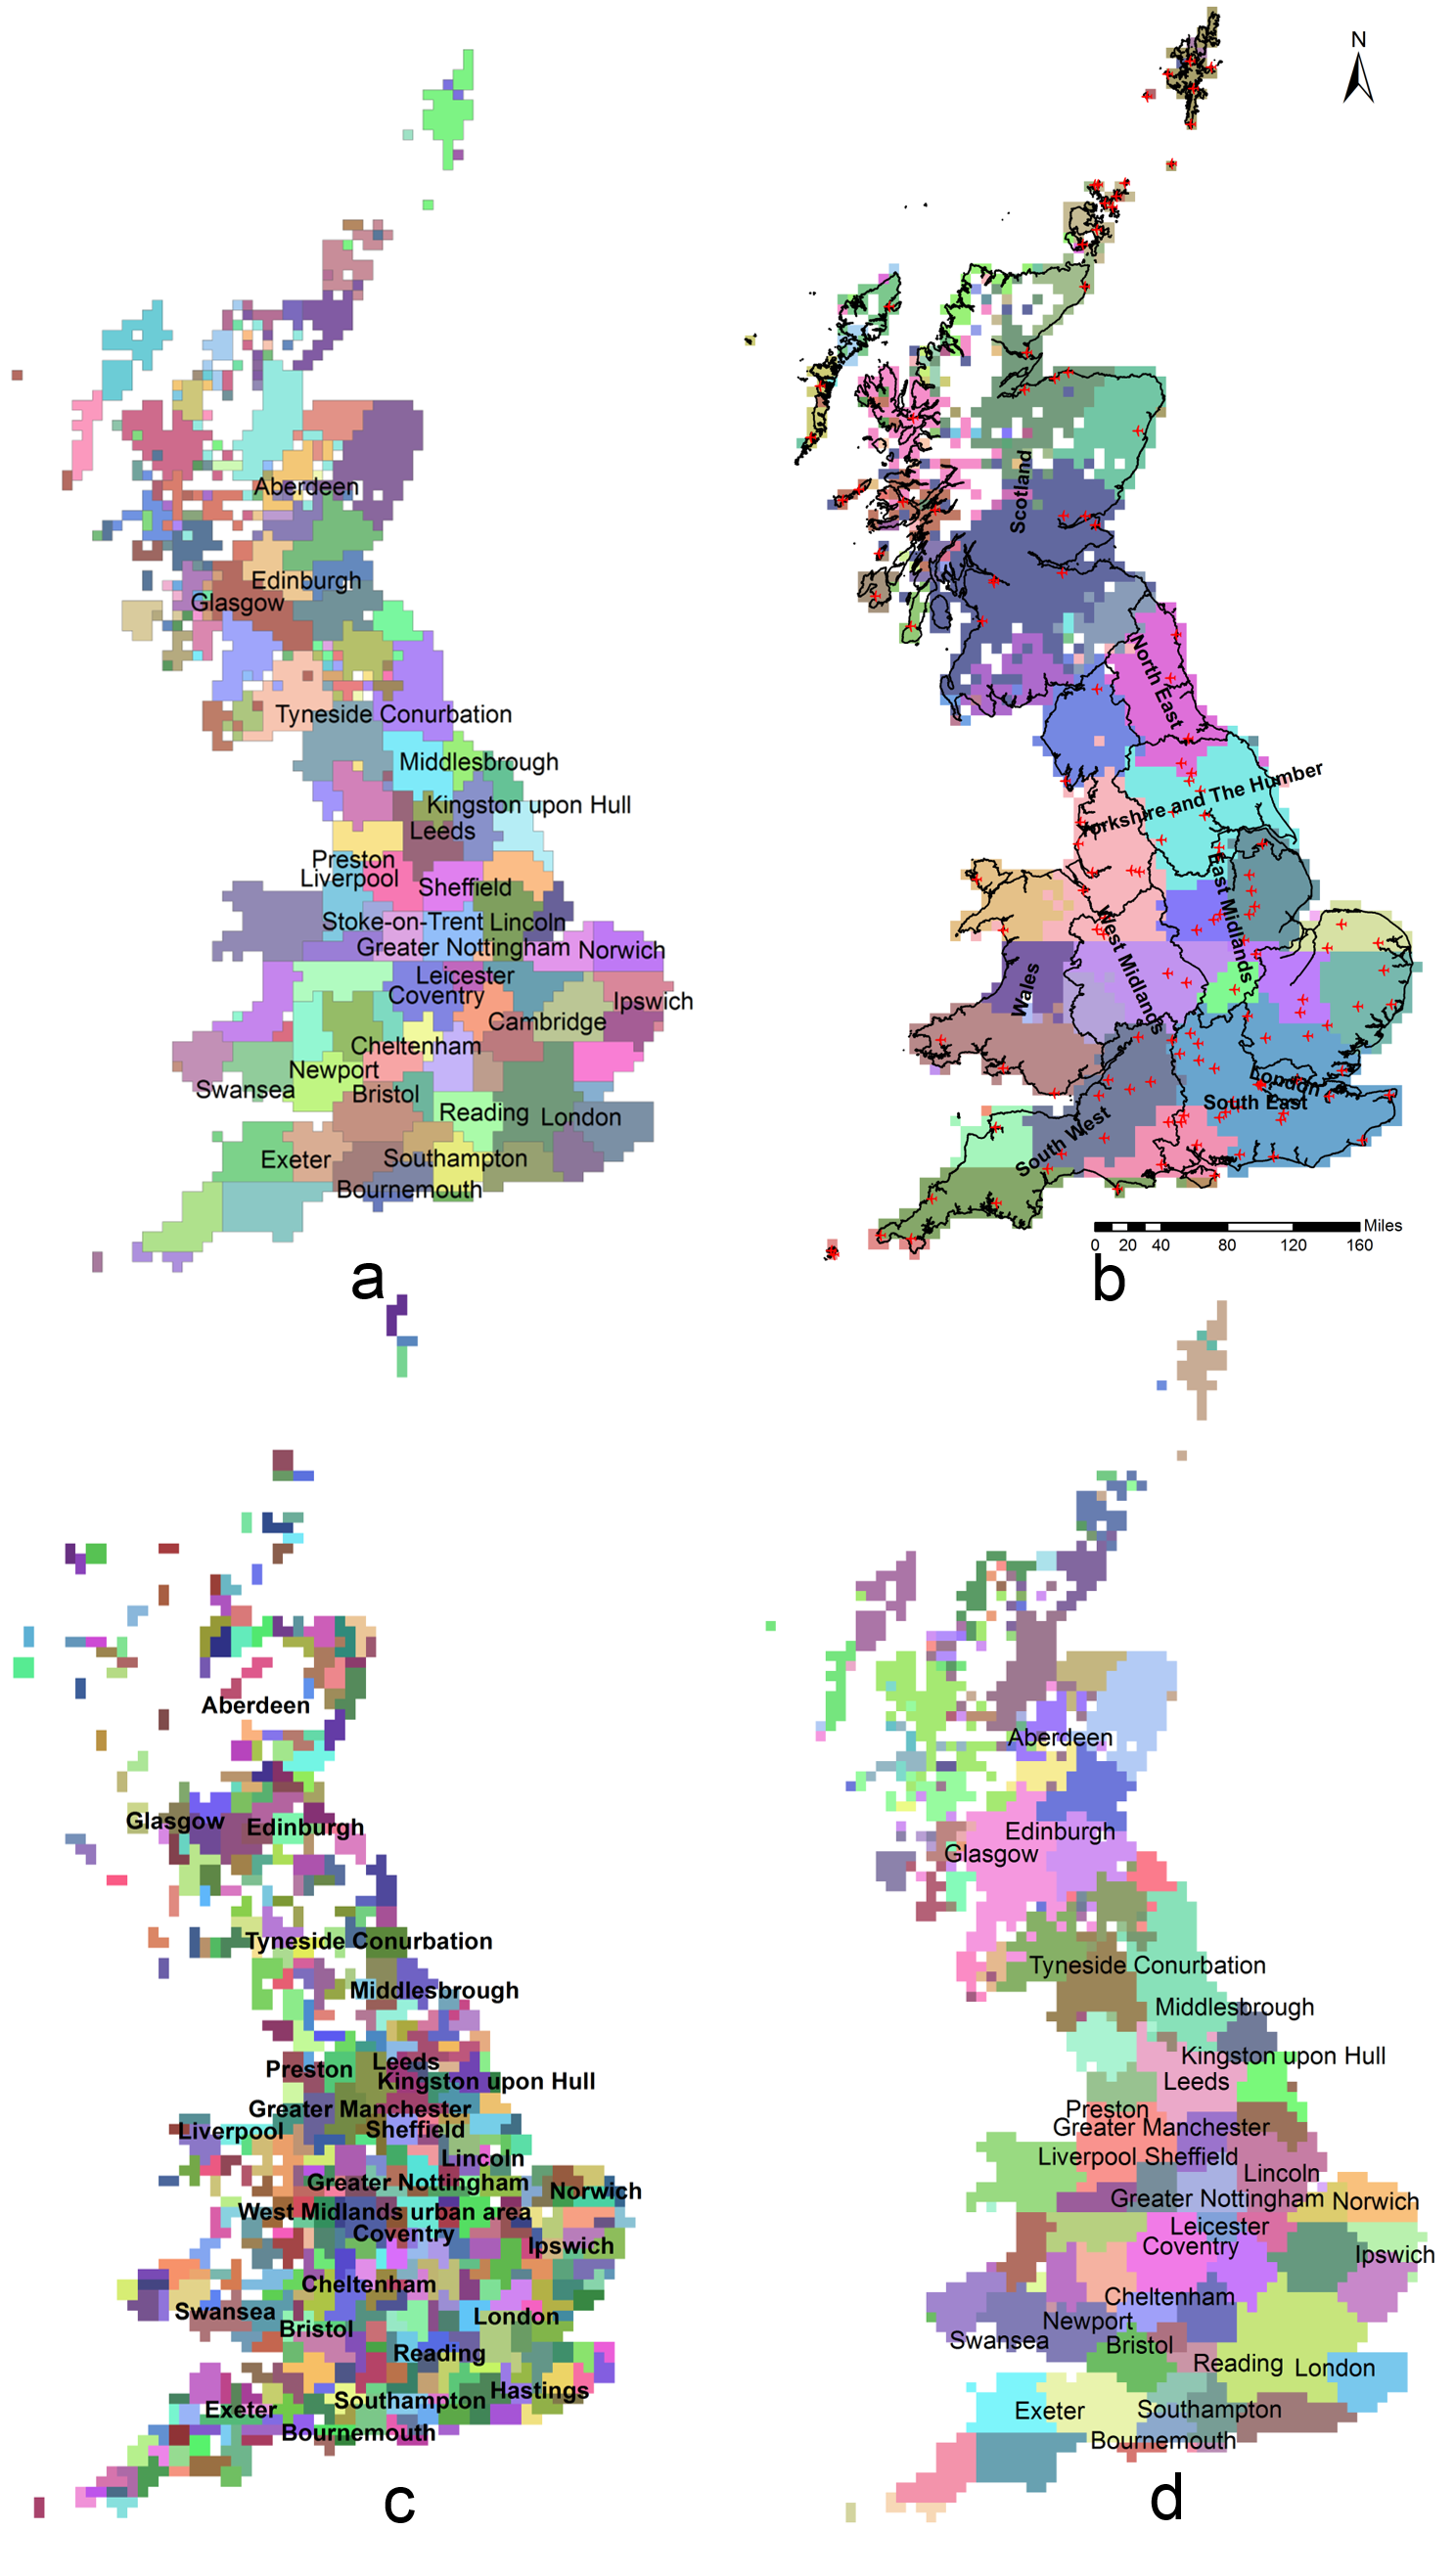 Aberdeen
Edinburgh
Glasgow
Tyneside Conurbation
Middlesbrough
Kingston upon Hull
Leeds
Preston
Liverpool
Sheffield
Stoke-on-Trent Lincoln
Greater Nottingham Norwich
Leicester
Coventry
Ipswich
Cambridge
Cheltenham
Newport
Swansea
Bristol
Reading London
Exeter
Southampton
Bournemouth
a
N
Scotland
North East
Yorkshire and The Humber
East Midlands
West Midlands
Wales
London
South East
South West
Miles
0 20 40 80 120 160
b
Aberdeen
Glasgow
Edinburgh
Tyneside Conurbation
Middlesbrough
Preston
Leeds
Kingston upon Hull
Greater Manchester
Liverpool
Sheffield
Lincoln
Greater Nottingham
Norwich
West Midlands urban area
Coventry
Ipswich
Cheltenham
Swansea
London
Bristol
Reading
Hastings
Southampton
Exeter
Bournemouth
c
Aberdeen
Edinburgh
Glasgow
Tyneside Conurbation
Middlesbrough
Kingston upon Hull
Leeds
Preston
Greater Manchester
Liverpool Sheffield
Lincoln
Greater Nottingham Norwich
Leicester
Coventry
Ipswich
Cheltenham
Newport
Swansea
Bristol
Reading London
Exeter
Southampton
Bournemouth
d